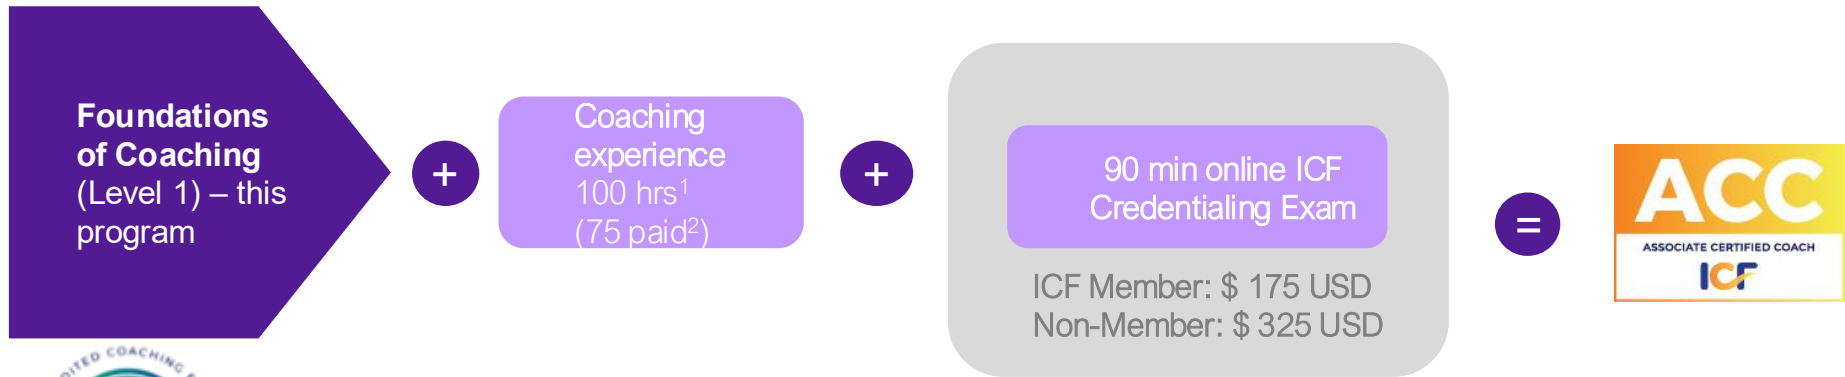 Foundations
of Coaching
(Level 1) – this
program
+
Coaching
experience
100 hrs¹
(75 paid²)
+
90 min online ICF
Credentialing Exam
ICF Member: $ 175 USD
Non-Member: $ 325 USD
=
ACC
ASSOCIATE CERTIFIED COACH
ICF
COACHING